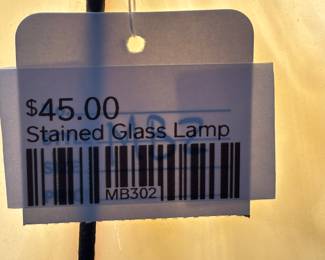 $45.00
Stained Glass Lamp
MB302